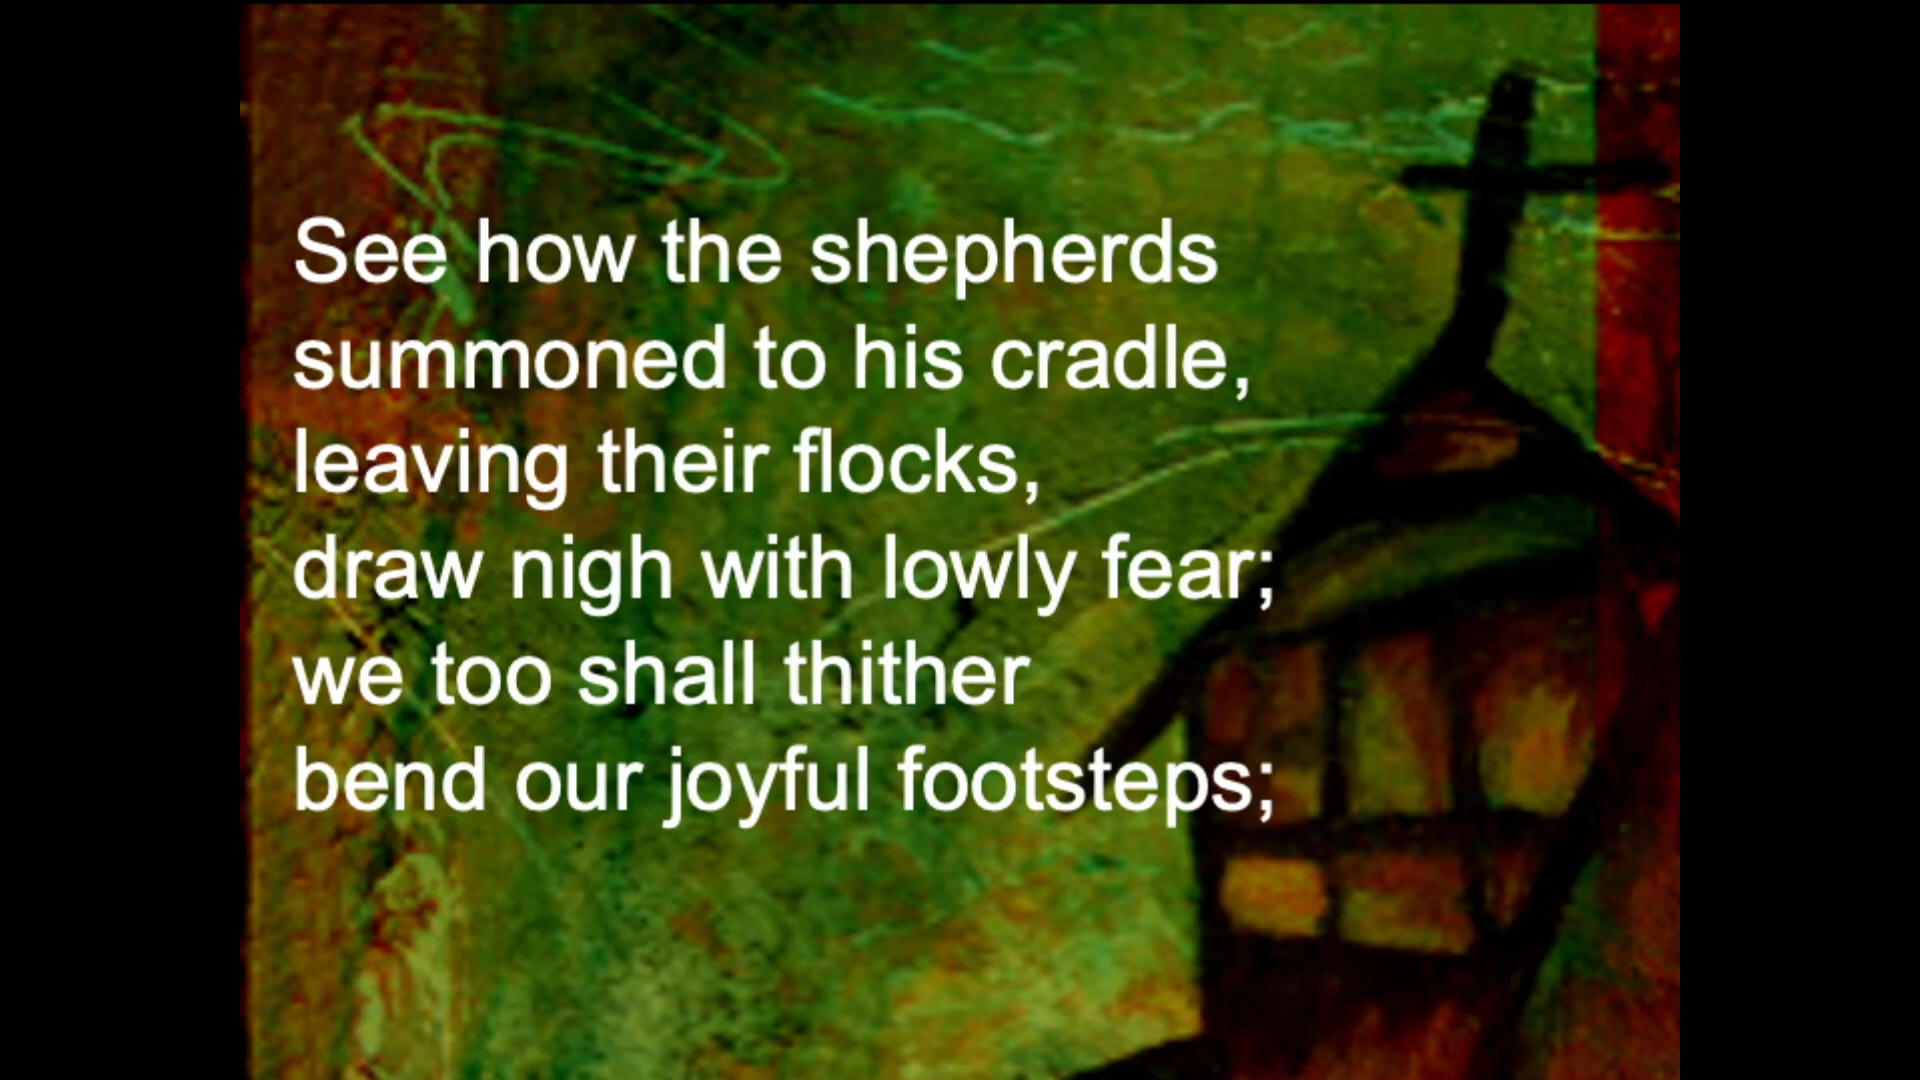 See how the shepherds
summoned to his cradle,
leaving their flocks,
draw nigh with lowly fear;
we too shall thither
bend our joyful footsteps;